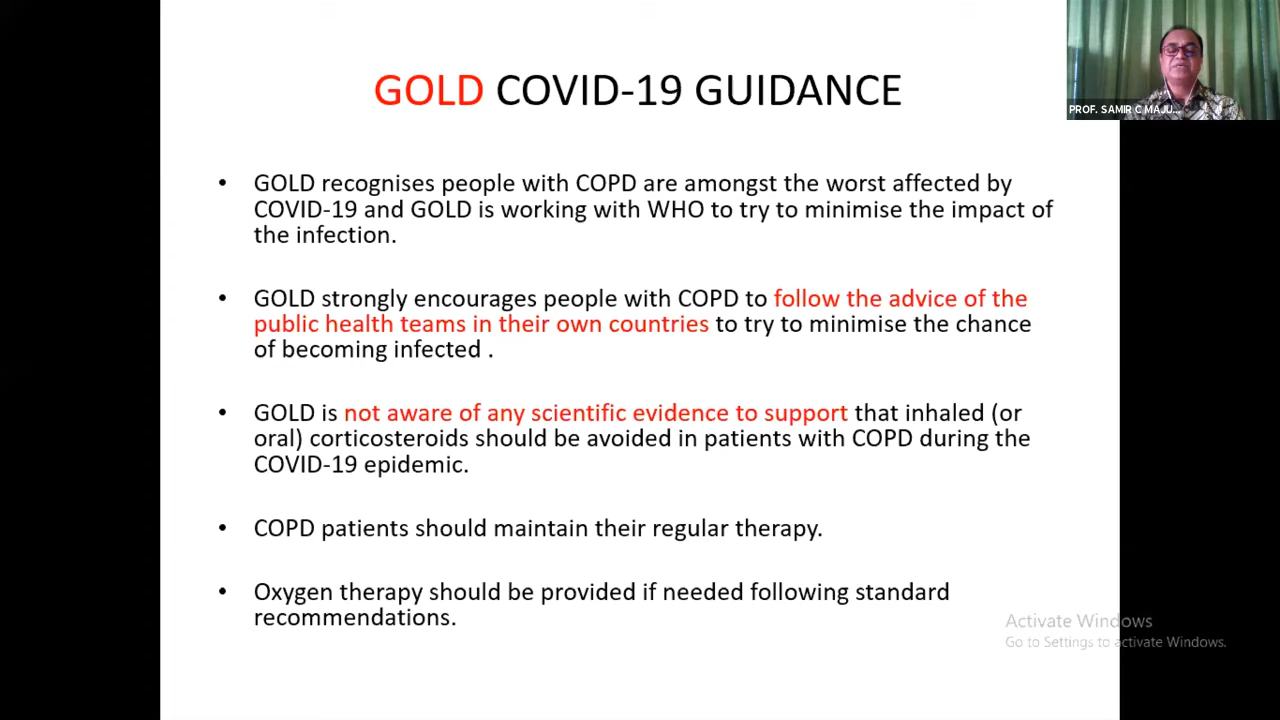 GOLD COVID-19 GUIDANCE
PROF. SAMIR C MAJU...
• GOLD recognises people with COPD are amongst the worst affected by
COVID-19 and GOLD is working with WHO to try to minimise the impact of
the infection.
• GOLD strongly encourages people with COPD to follow the advice of the
public health teams in their own countries to try to minimise the chance
of becoming infected .
• GOLD is not aware of any scientific evidence to support that inhaled (or
oral) corticosteroids should be avoided in patients with COPD during the
COVID-19 epidemic.
• COPD patients should maintain their regular therapy.
• Oxygen therapy should be provided if needed following standard
recommendations.
Activate Windows
Go to Settings to activate Windows.